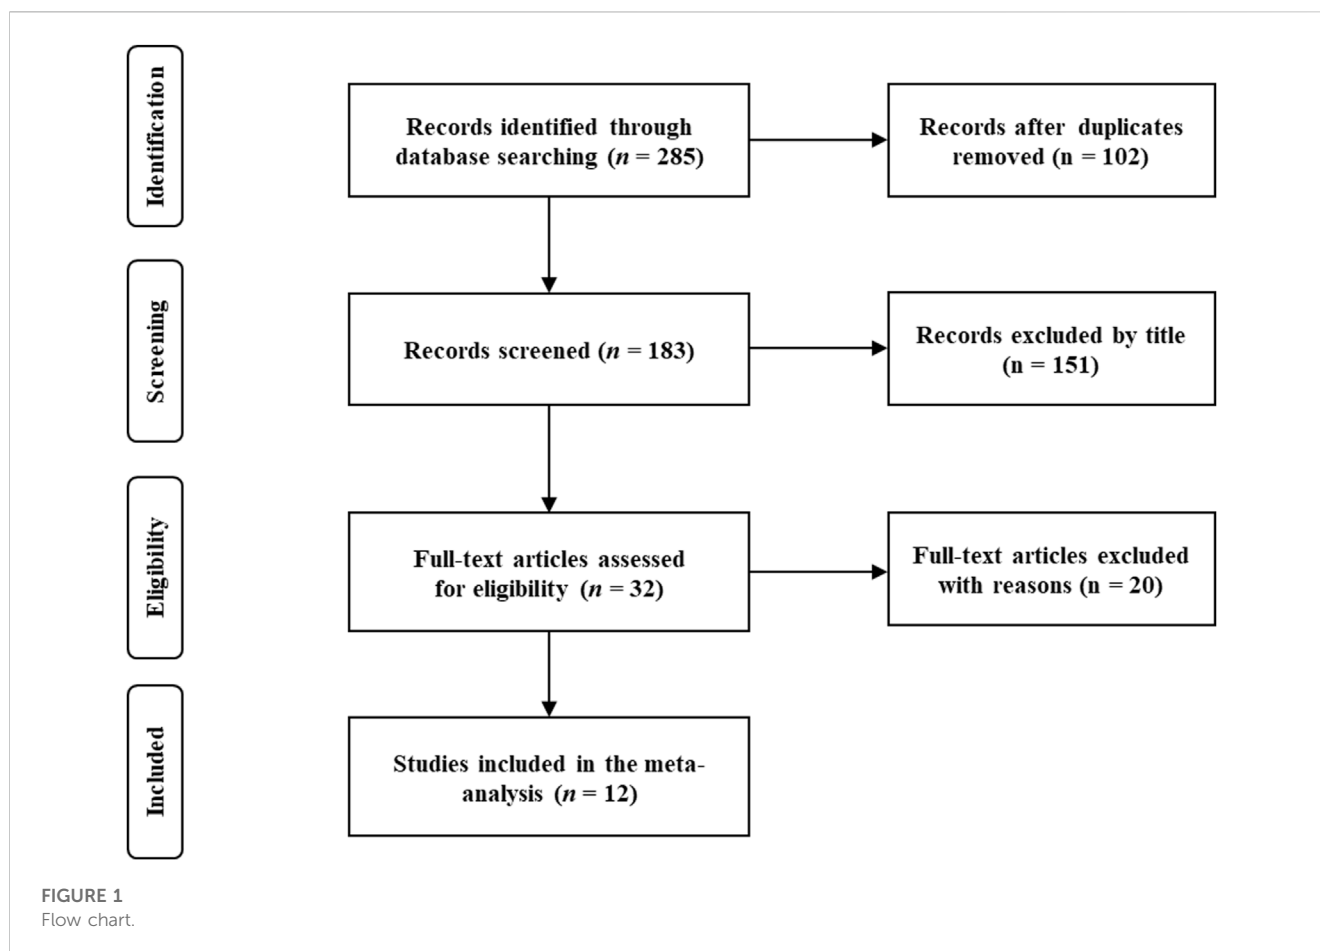 Identification
Records identified through
database searching (n = 285)
Records after duplicates
removed (n = 102)
Screening
Records screened (n = 183)
Records excluded by title
(n = 151)
Eligibility
Full-text articles assessed
for eligibility (n = 32)
Full-text articles excluded
with reasons (n = 20)
Included
Studies included in the meta-
analysis (n = 12)
FIGURE 1
Flow chart.